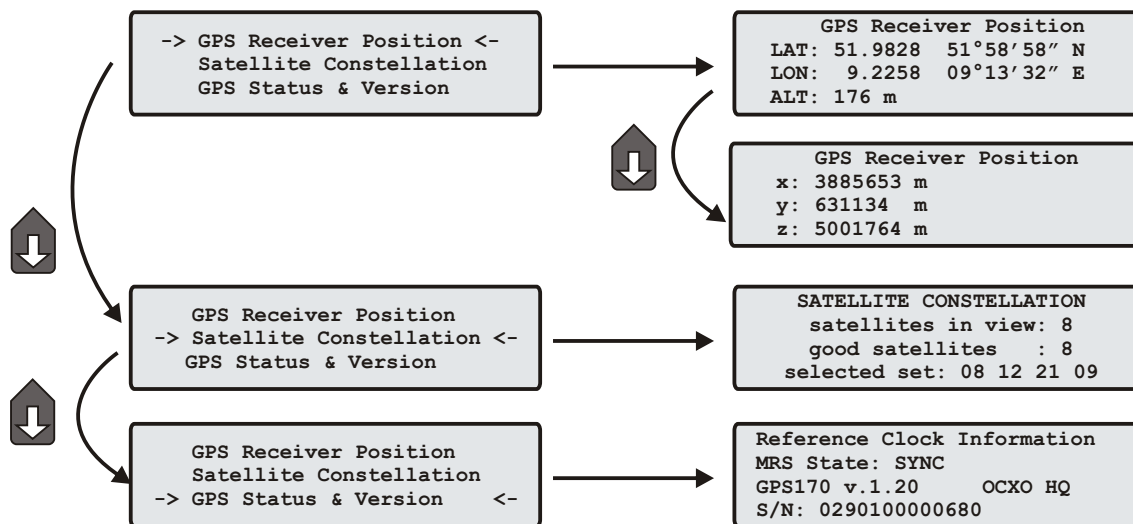 -> GPS Receiver Position <-
Satellite Constellation
GPS Status & Version
GPS Receiver Position
LAT: 51.9828 51°58’58” N
LON: 9.2258 09°13’32” E
ALT: 176 m
GPS Receiver Position
x: 3885653 m
y: 631134 m
z: 5001764 m
GPS Receiver Position
-> Satellite Constellation <-
GPS Status & Version
SATELLITE CONSTELLATION
satellites in view: 8
good satellites : 8
selected set: 08 12 21 09
GPS Receiver Position
Satellite Constellation
-> GPS Status & Version <-
Reference Clock Information
MRS State: SYNC
GPS170 v.1.20 OCXO HQ
S/N: 0290100000680